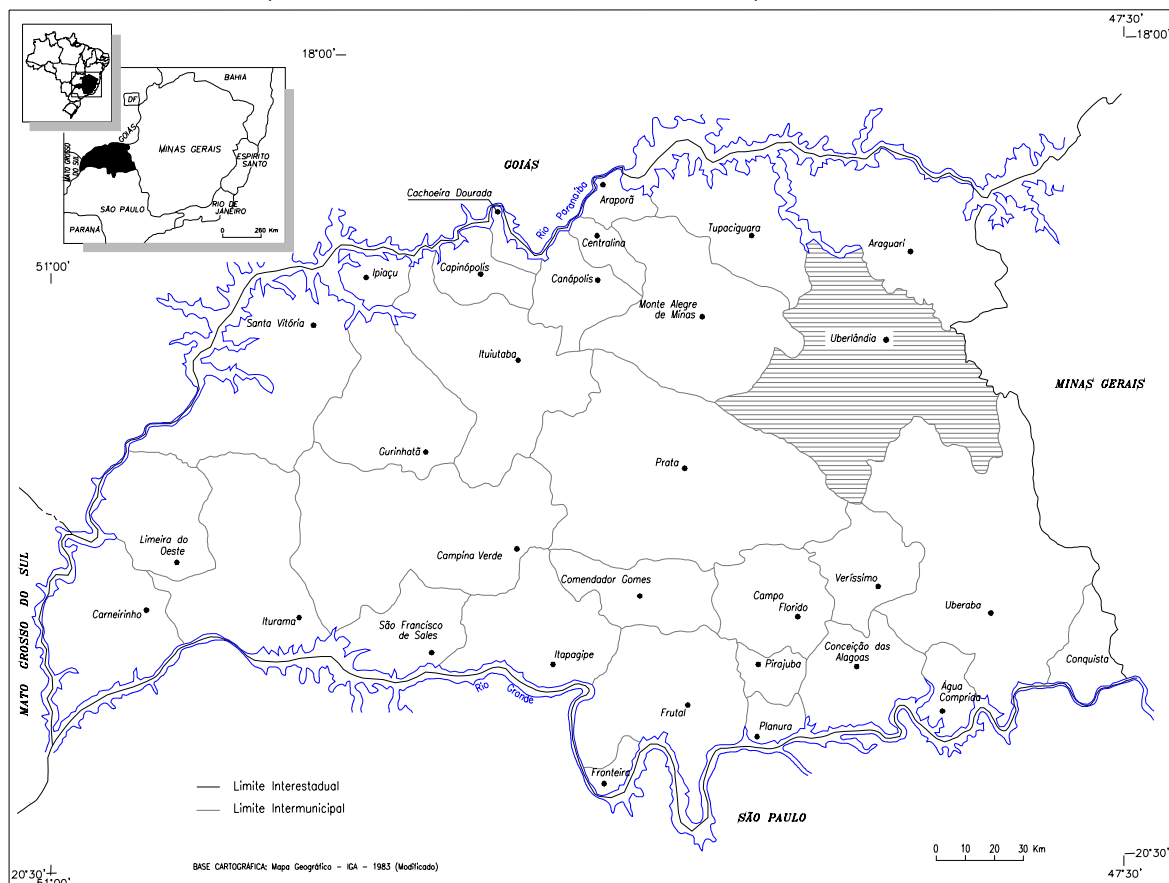 47°30'
18°00'
18°00'
BAHIA
DF
GOIÁS
MINAS GERAIS
MATO GROSSO
DO SUL
ESPIRITO
SANTO
RIO DE
JANEIRO
SÃO PAULO
PARANÁ
0 260 Km
51°00'
GOIÁS
Cachoeira Dourada
Rio Paranaíba
Araporã
Centralina
Tupaciguara
Araguari
Ipiaçu
Capinópolis
Canápolis
Monte Alegre
de Minas
Santa Vitória
Uberlândia
Ituiutaba
MINAS GERAIS
Gurinhatã
Prata
Limeira do
Oeste
Campina Verde
Comendador Gomes
Campo
Florido
Veríssimo
Uberaba
MATO GROSSO DO SUL
Carneirinho
Iturama
São Francisco
de Sales
Itapagipe
Pirajuba
Conceição das
Alagoas
Conquista
Rio Grande
Água
Comprida
Frutal
Planura
Fronteira
Limite Interestadual
Limite Intermunicipal
SÃO PAULO
BASE CARTOGRÁFICA: Mapa Geográfico - IGA - 1983 (Modificado)
0 10 20 30 Km
20°30'
51°00'
20°30'
47°30'